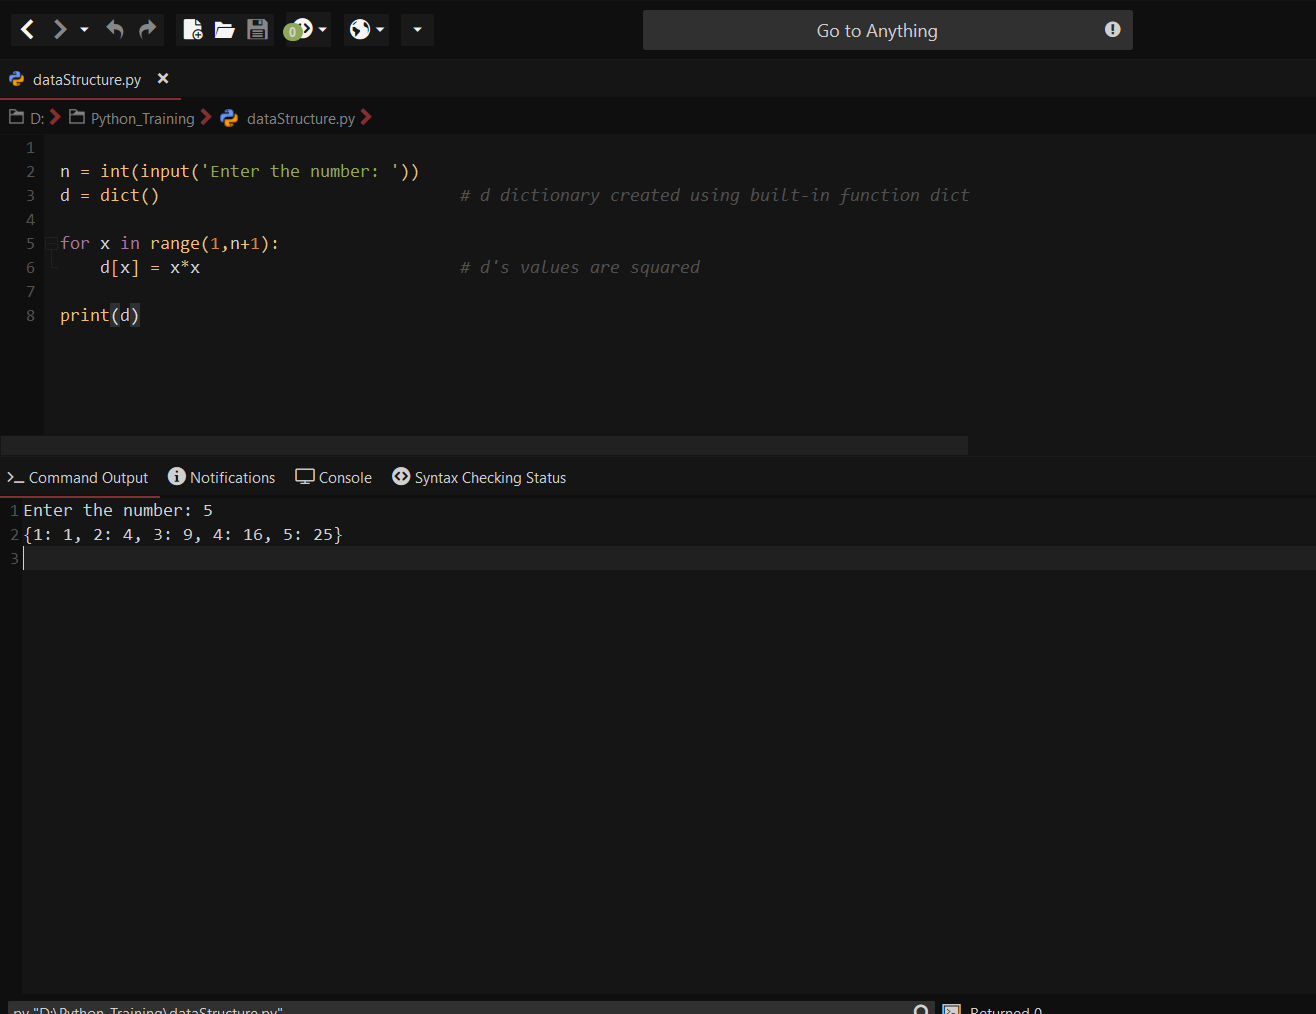 0
Go to Anything
dataStructure.py
D: Python_Training dataStructure.py
1
2 n = int(input('Enter the number: '))
3 d = dict() # d dictionary created using built-in function dict
4
5 for x in range(1,n+1):
6 d[x] = x*x # d's values are squared
7
8 print(d)
>_ Command Output Notifications Console Syntax Checking Status
1 Enter the number: 5
2 {1: 1, 2: 4, 3: 9, 4: 16, 5: 25}
3
py "D:\Python_Training\dataStructure.py" Returned 0